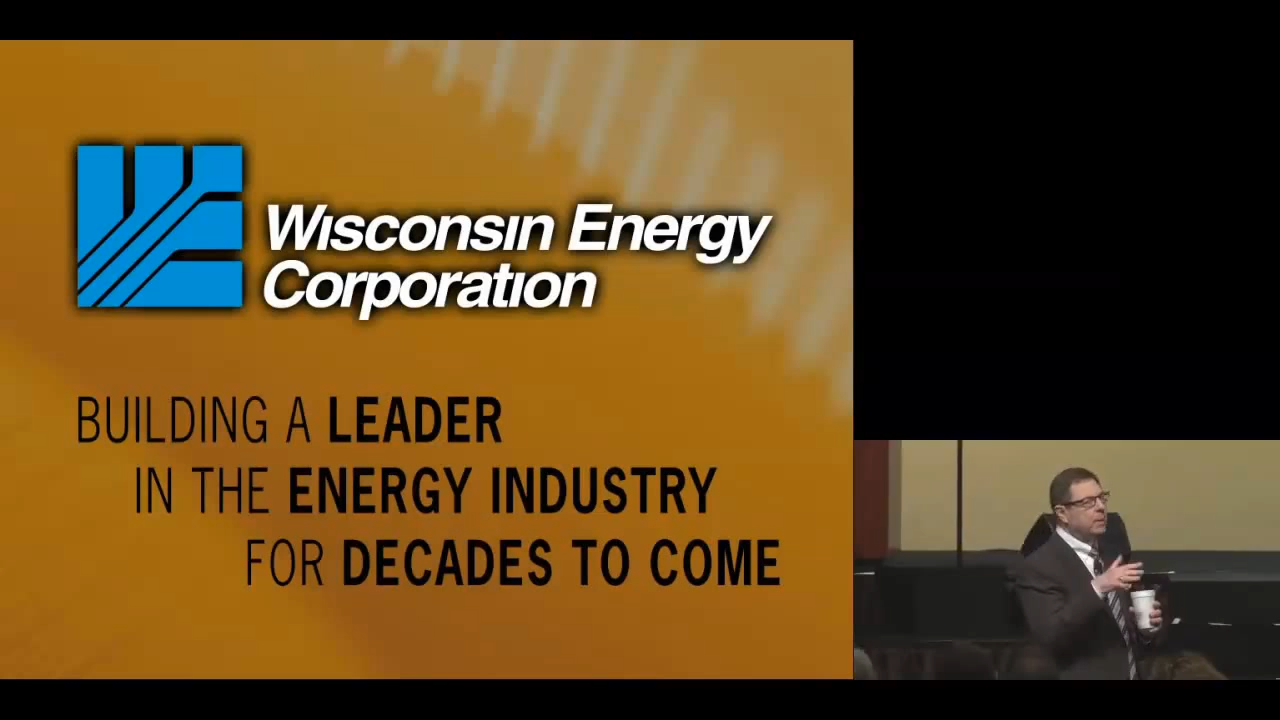 Wisconsin Energy
Corporation
BUILDING A LEADER
IN THE ENERGY INDUSTRY
FOR DECADES TO COME